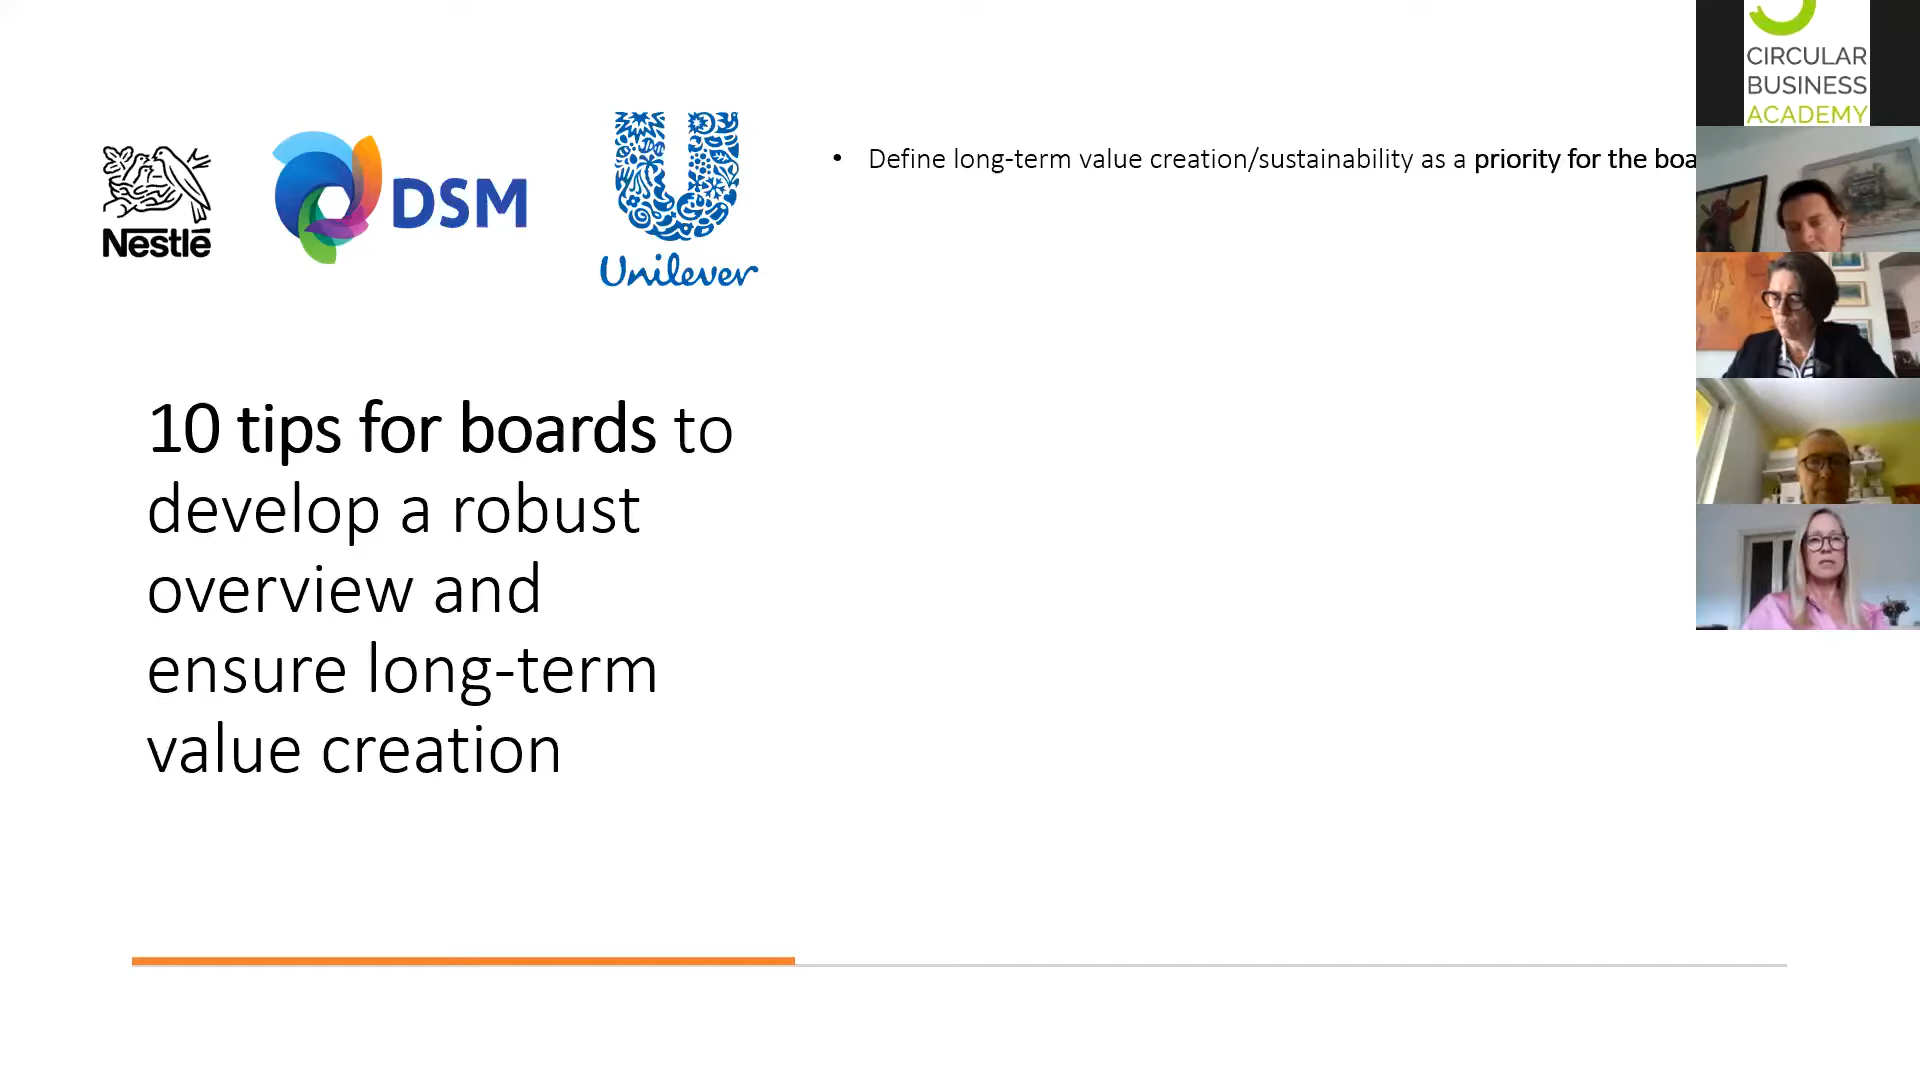 Nestlé
DSM
Unilever
10 tips for boards to
develop a robust
overview and
ensure long-term
value creation
• Define long-term value creation/sustainability as a priority for the boa
CIRCULAR
BUSINESS
ACADEMY